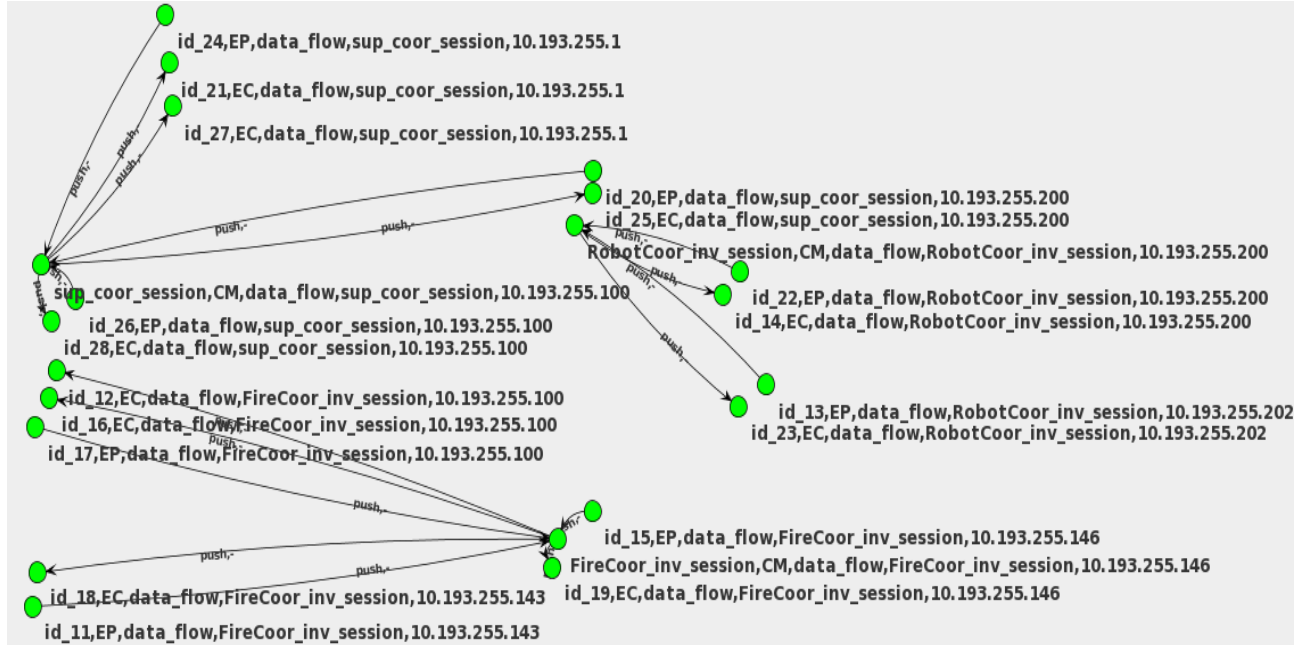 id_24,EP,data_flow,sup_coor_session,10.193.255.1
id_21,EC,data_flow,sup_coor_session,10.193.255.1
push,-
id_27,EC,data_flow,sup_coor_session,10.193.255.1
push,-
push,-
id_20,EP,data_flow,sup_coor_session,10.193.255.200
id_25,EC,data_flow,sup_coor_session,10.193.255.200
push,-
push,-
push,-
RobotCoor_inv_session,CM,data_flow,RobotCoor_inv_session,10.193.255.200
push,-
push,-
sup_coor_session,CM,data_flow,sup_coor_session,10.193.255.100
id_22,EP,data_flow,RobotCoor_inv_session,10.193.255.200
id_14,EC,data_flow,RobotCoor_inv_session,10.193.255.200
id_26,EP,data_flow,sup_coor_session,10.193.255.100
id_28,EC,data_flow,sup_coor_session,10.193.255.100
push,-
id_12,EC,data_flow,FireCoor_inv_session,10.193.255.100
id_13,EP,data_flow,RobotCoor_inv_session,10.193.255.202
id_16,EC,data_flow,FireCoor_inv_session,10.193.255.100
id_23,EC,data_flow,RobotCoor_inv_session,10.193.255.202
push,-
id_17,EP,data_flow,FireCoor_inv_session,10.193.255.100
push,-
id_15,EP,data_flow,FireCoor_inv_session,10.193.255.146
push,-
FireCoor_inv_session,CM,data_flow,FireCoor_inv_session,10.193.255.146
push,-
id_19,EC,data_flow,FireCoor_inv_session,10.193.255.146
id_18,EC,data_flow,FireCoor_inv_session,10.193.255.143
id_11,EP,data_flow,FireCoor_inv_session,10.193.255.143